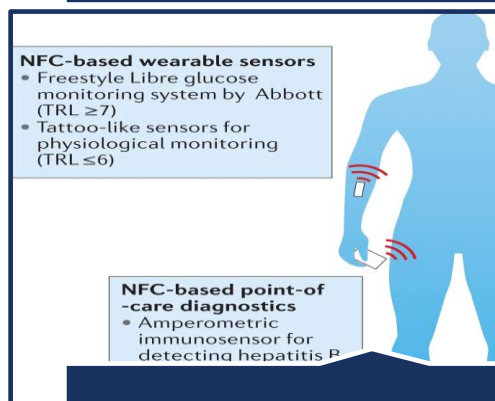 NFC-based wearable sensors
• Freestyle Libre glucose
monitoring system by Abbott
(TRL ≥7)
• Tattoo-like sensors for
physiological monitoring
(TRL ≤6)
NFC-based point-of
-care diagnostics
• Amperometric
immunosensor for
detecting hepatitis B